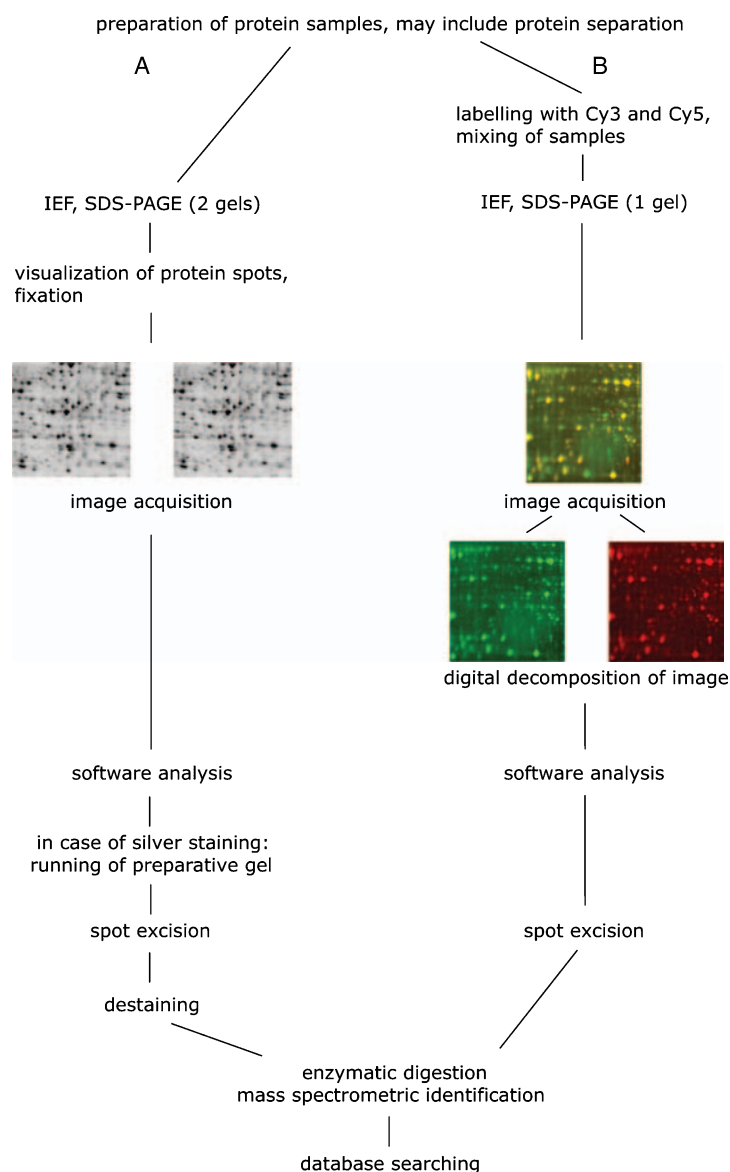 preparation of protein samples, may include protein separation
A
B
labelling with Cy3 and Cy5,
mixing of samples
IEF, SDS-PAGE (2 gels)
IEF, SDS-PAGE (1 gel)
visualization of protein spots,
fixation
image acquisition
image acquisition
digital decomposition of image
software analysis
software analysis
in case of silver staining:
running of preparative gel
spot excision
spot excision
destaining
enzymatic digestion
mass spectrometric identification
database searching